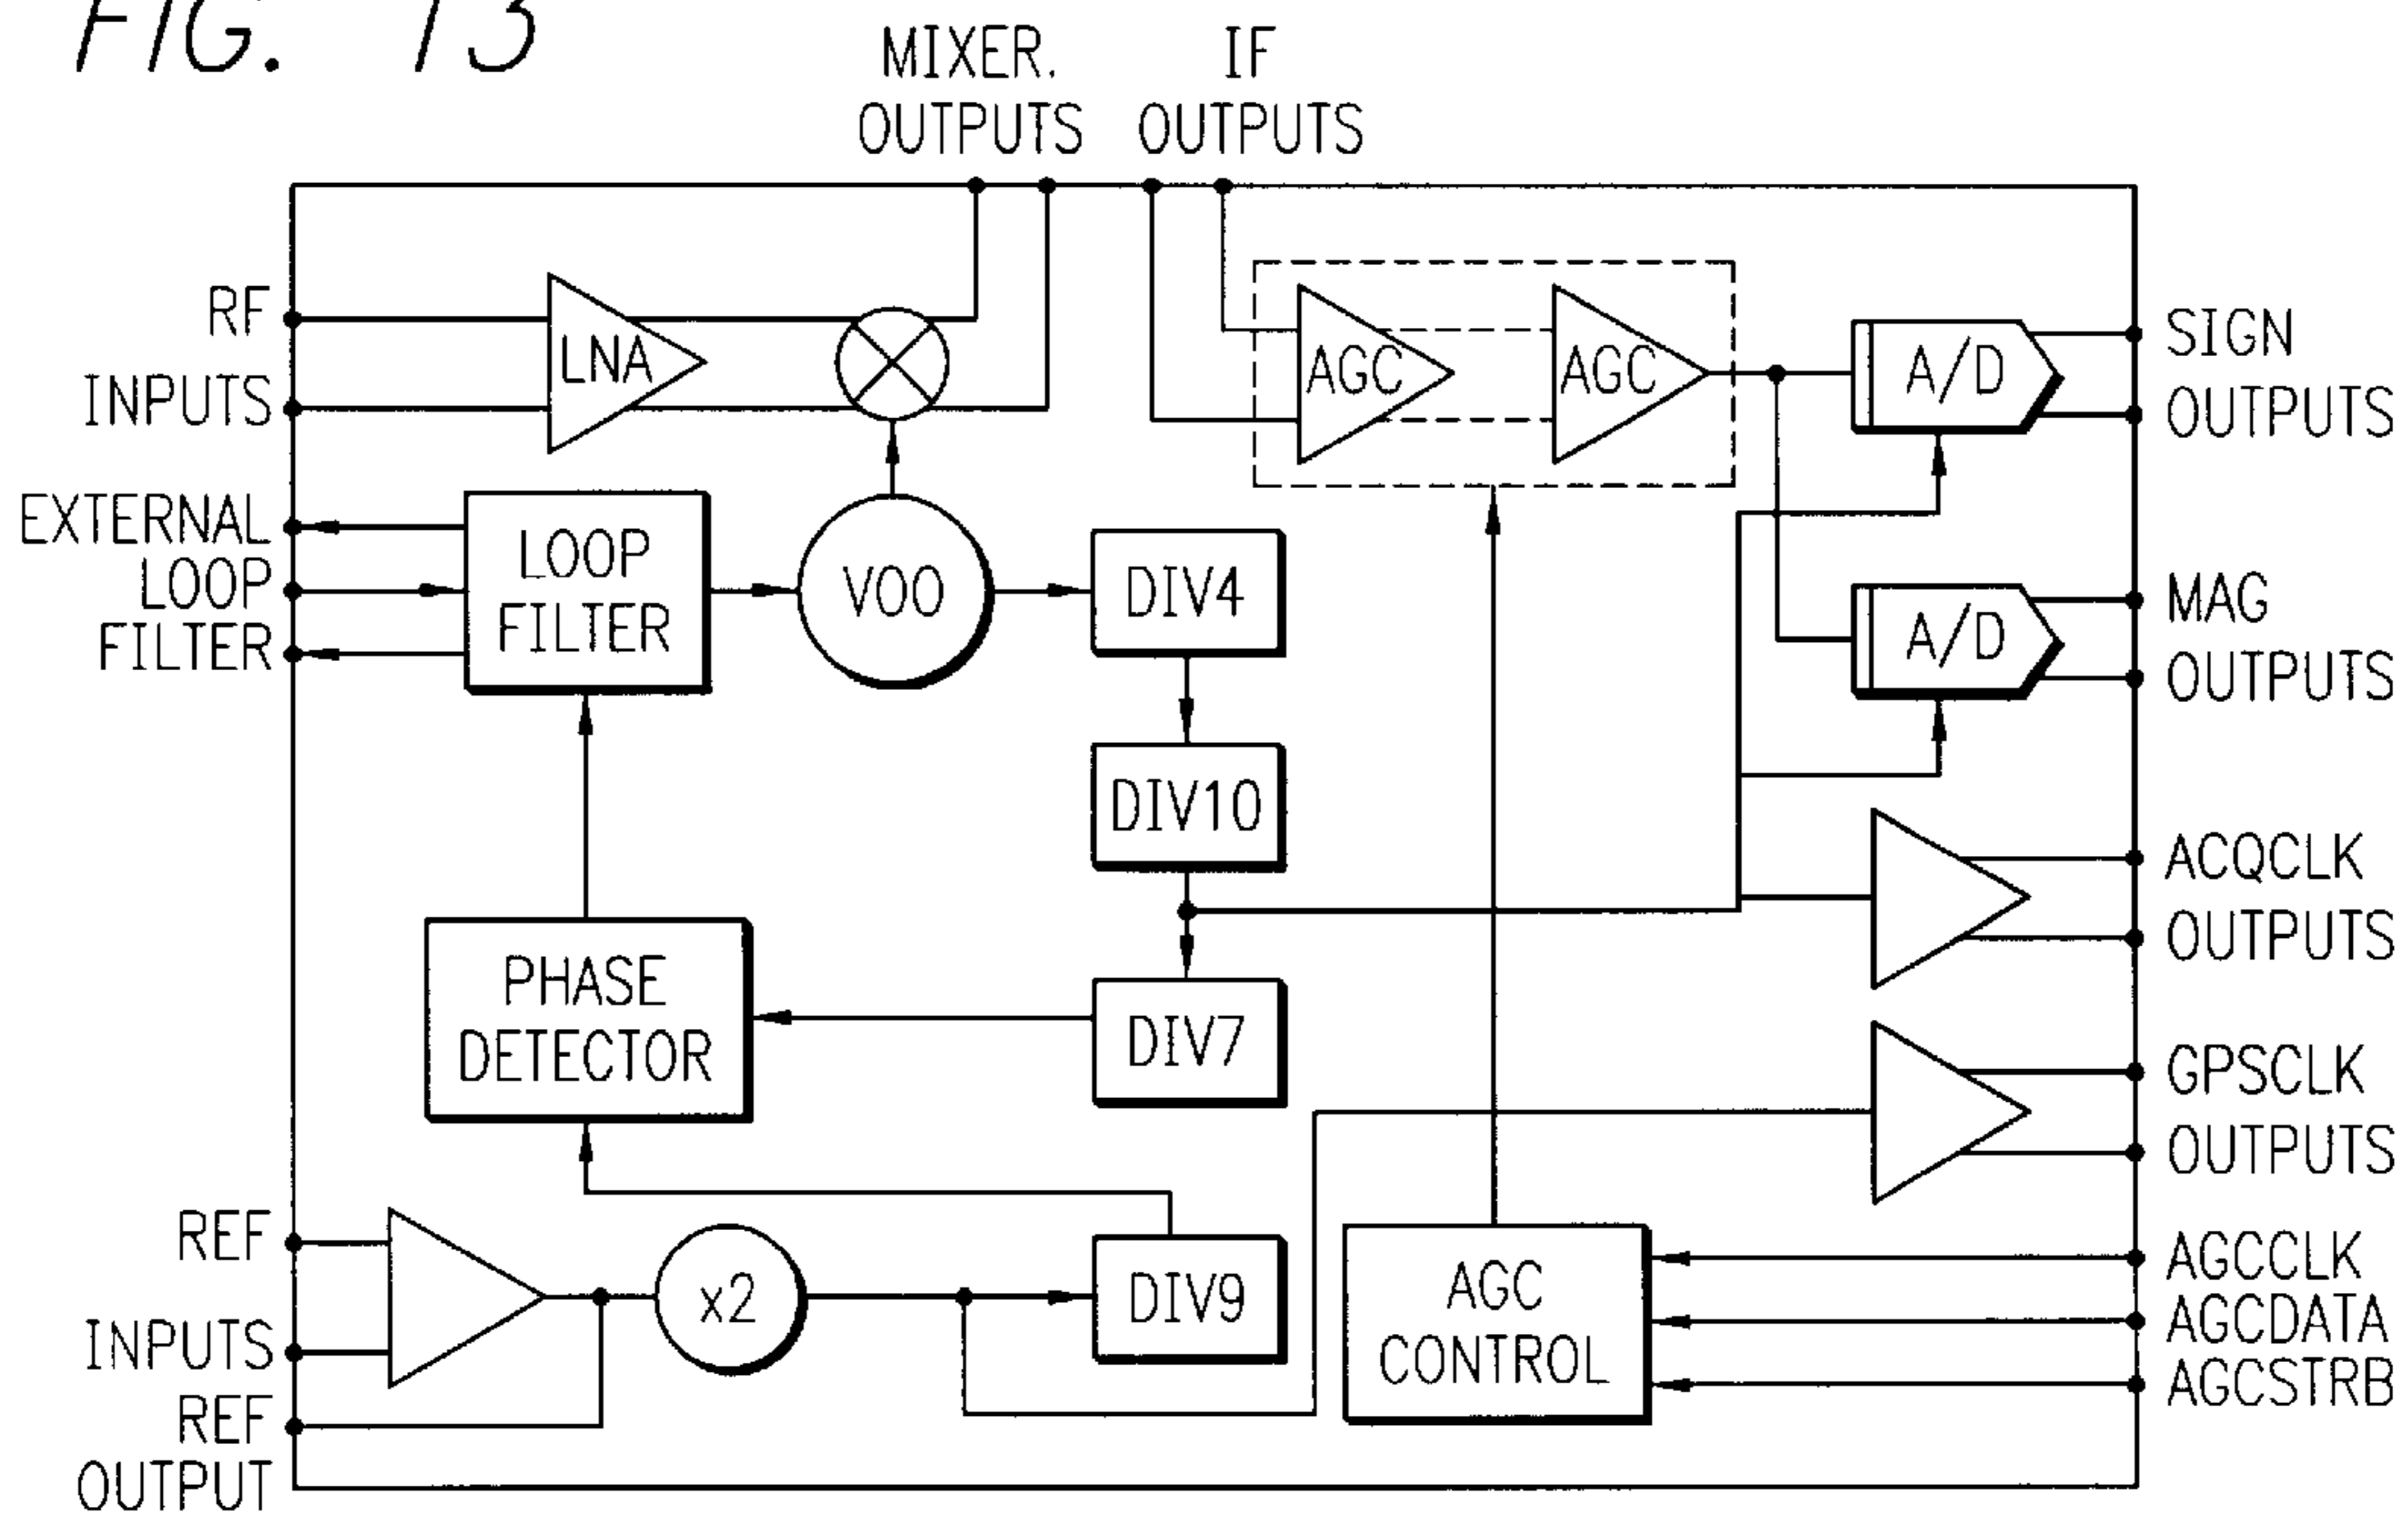 FIG. 13
MIXER.
OUTPUTS
IF
OUTPUTS
RF
INPUTS
LNA
AGC
AGC
A/D
SIGN
OUTPUTS
EXTERNAL
LOOP
FILTER
LOOP
FILTER
VOO
DIV4
A/D
MAG
OUTPUTS
DIV10
ACQCLK
OUTPUTS
PHASE
DETECTOR
DIV7
GPSCLK
OUTPUTS
REF
INPUTS
REF
OUTPUT
x2
DIV9
AGC
CONTROL
AGCCLK
AGCDATA
AGCSTRB